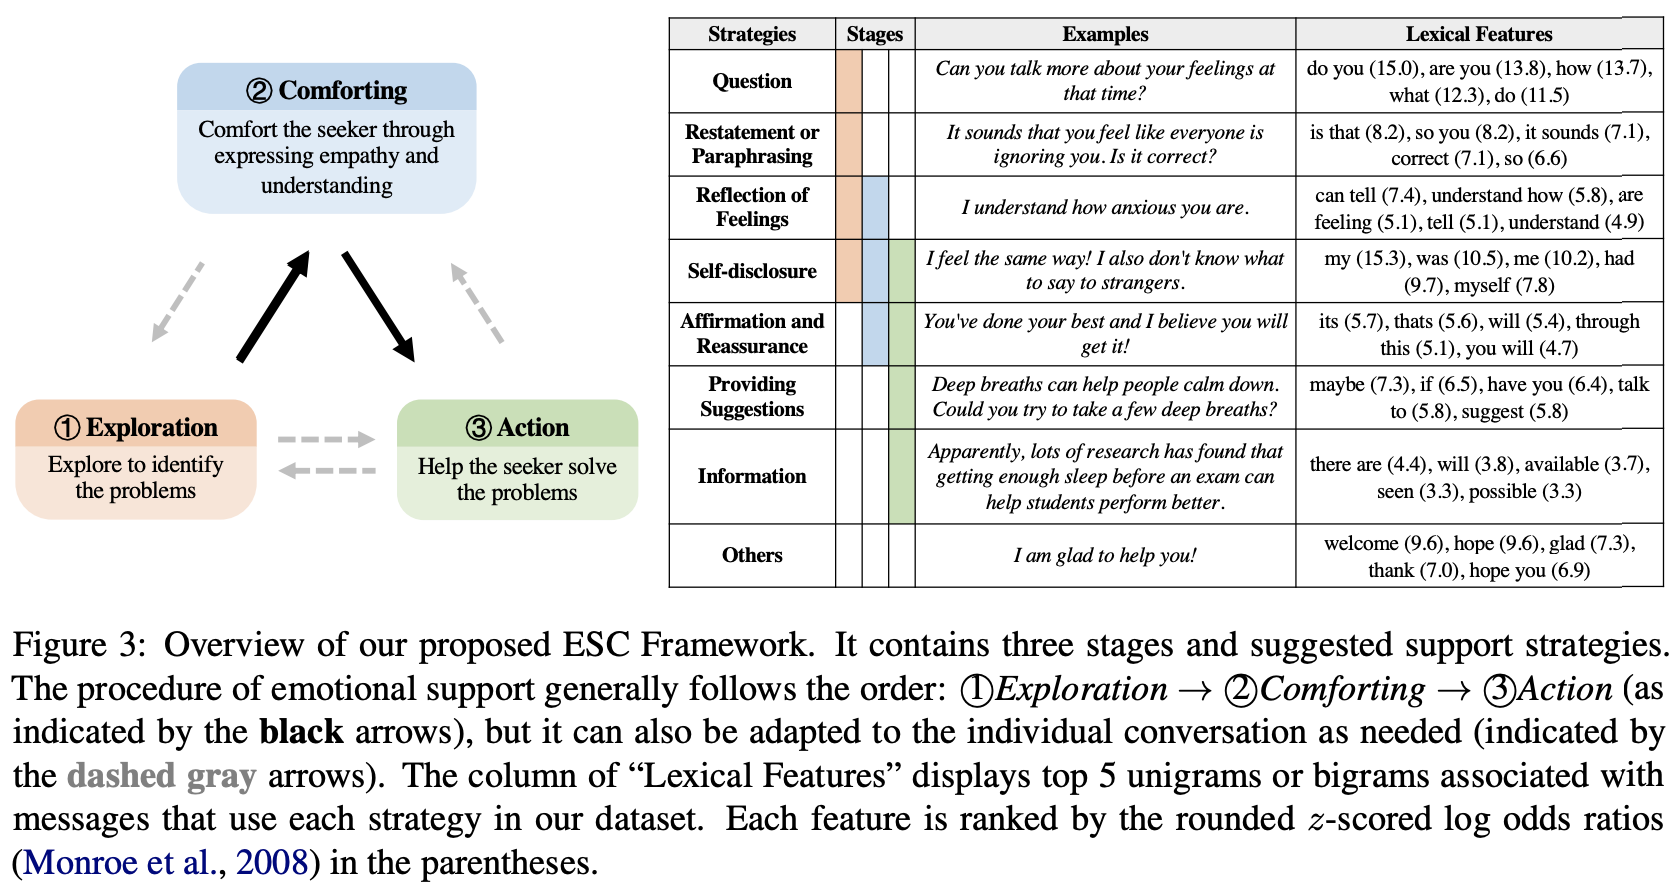 ② Comforting
Comfort the seeker through
expressing empathy and
understanding
① Exploration
Explore to identify
the problems
③ Action
Help the seeker solve
the problems
Strategies Stages Examples Lexical Features
Question
Can you talk more about your feelings at
that time?
do you (15.0), are you (13.8), how (13.7),
what (12.3), do (11.5)
Restatement or
Paraphrasing
It sounds that you feel like everyone is
ignoring you. Is it correct?
is that (8.2), so you (8.2), it sounds (7.1),
correct (7.1), so (6.6)
Reflection of
Feelings
I understand how anxious you are.
can tell (7.4), understand how (5.8), are
feeling (5.1), tell (5.1), understand (4.9)
Self-disclosure
I feel the same way! I also don't know what
to say to strangers.
my (15.3), was (10.5), me (10.2), had
(9.7), myself (7.8)
Affirmation and
Reassurance
You've done your best and I believe you will
get it!
its (5.7), thats (5.6), will (5.4), through
this (5.1), you will (4.7)
Providing
Suggestions
Deep breaths can help people calm down.
Could you try to take a few deep breaths?
maybe (7.3), if (6.5), have you (6.4), talk
to (5.8), suggest (5.8)
Information
Apparently, lots of research has found that
getting enough sleep before an exam can
help students perform better.
there are (4.4), will (3.8), available (3.7),
seen (3.3), possible (3.3)
Others
I am glad to help you!
welcome (9.6), hope (9.6), glad (7.3),
thank (7.0), hope you (6.9)
Figure 3: Overview of our proposed ESC Framework. It contains three stages and suggested support strategies.
The procedure of emotional support generally follows the order: ①Exploration → ②Comforting → ③Action (as
indicated by the black arrows), but it can also be adapted to the individual conversation as needed (indicated by
the dashed gray arrows). The column of “Lexical Features” displays top 5 unigrams or bigrams associated with
messages that use each strategy in our dataset. Each feature is ranked by the rounded z-scored log odds ratios
(Monroe et al., 2008) in the parentheses.